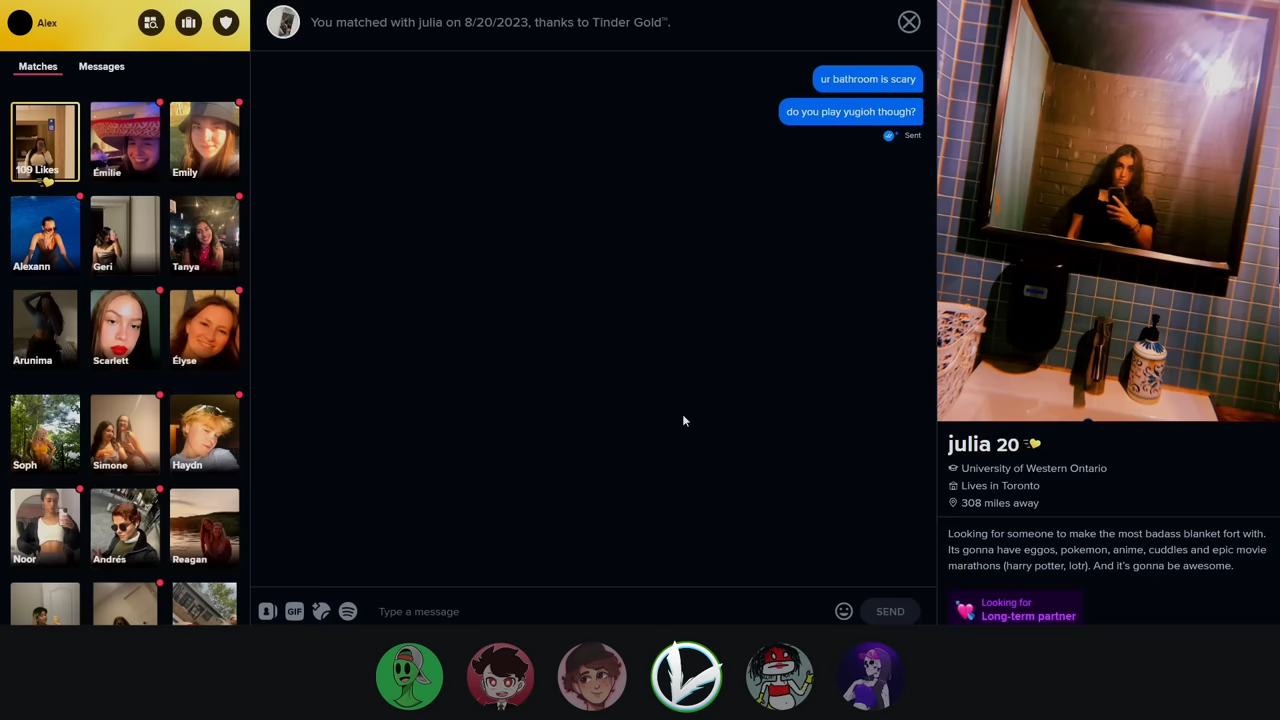 Alex
Matches
Messages
109 Likes
Émilie
Emily
Alexann
Geri
Tanya
Arunima
Scarlett
Élyse
Soph
Simone
Haydn
Noor
Andrés
Reagan
You matched with julia on 8/20/2023, thanks to Tinder Gold™.
ur bathroom is scary
do you play yugioh though?
Sent
GIF
Type a message
SEND
julia 20
University of Western Ontario
Lives in Toronto
308 miles away
Looking for someone to make the most badass blanket fort with.
Its gonna have eggos, pokemon, anime, cuddles and epic movie
marathons (harry potter, lotr). And it's gonna be awesome.
Looking for
Long-term partner